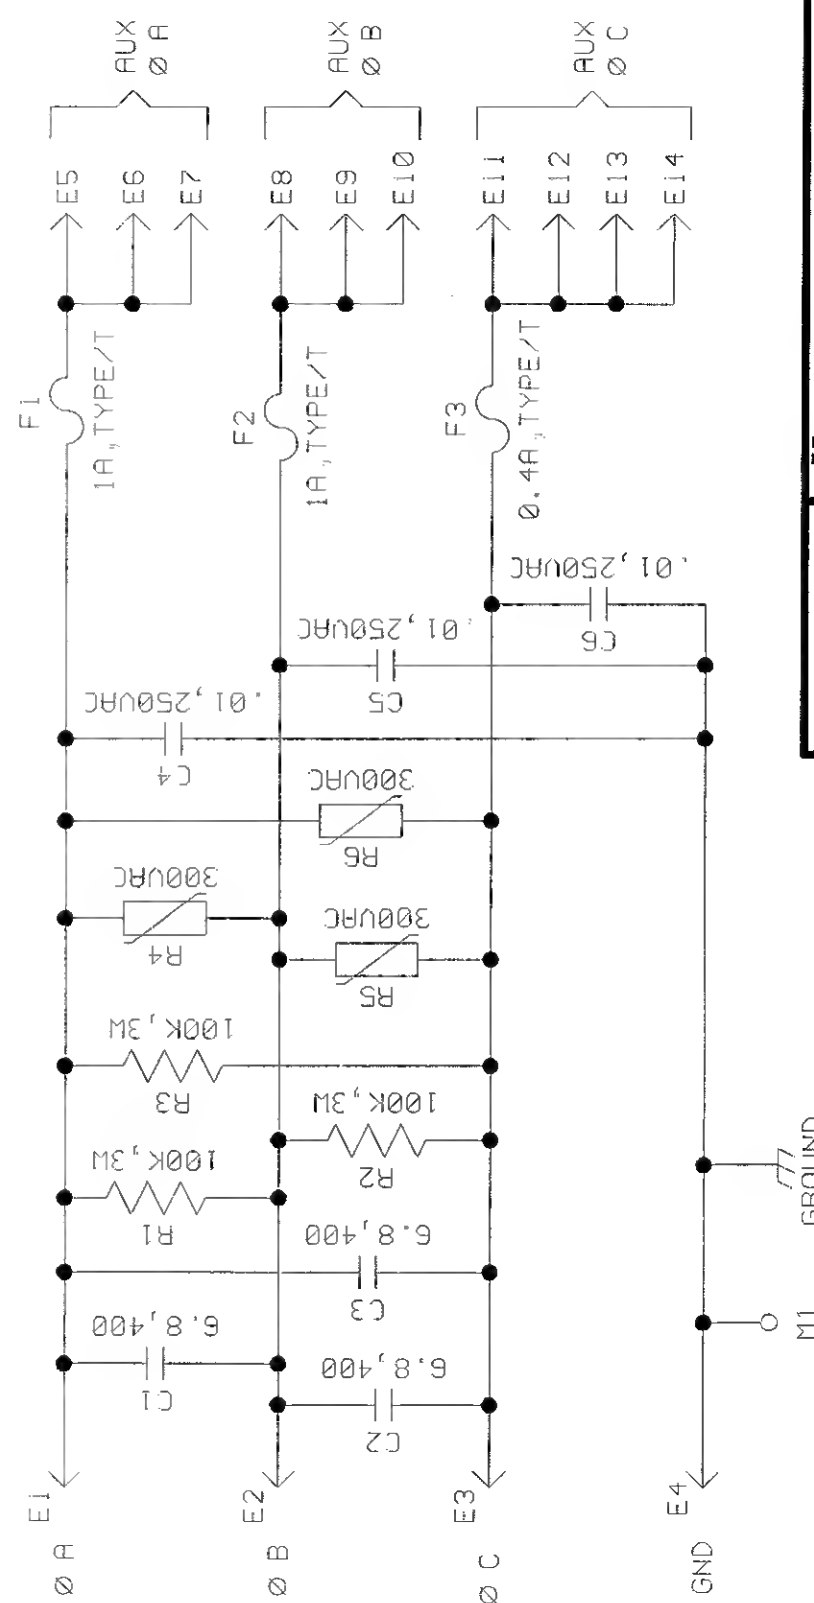 AUX
Ø A
AUX
Ø B
AUX
Ø C
E5
E6
E7
E8
E9
E10
E11
E12
E13
E14
F1
1A,TYPE/T
F2
1A,TYPE/T
F3
0.4A,TYPE/T
.01,250VAC
C6
.01,250VAC
C5
.01,250VAC
C4
300VAC
R6
300VAC
R4
300VAC
R5
100K,3W
R3
100K,3W
R2
100K,3W
R1
6.8,400
C3
6.8,400
C1
6.8,400
C2
GROUND
M1
E1
Ø A
E2
Ø B
E3
Ø C
E4
GND